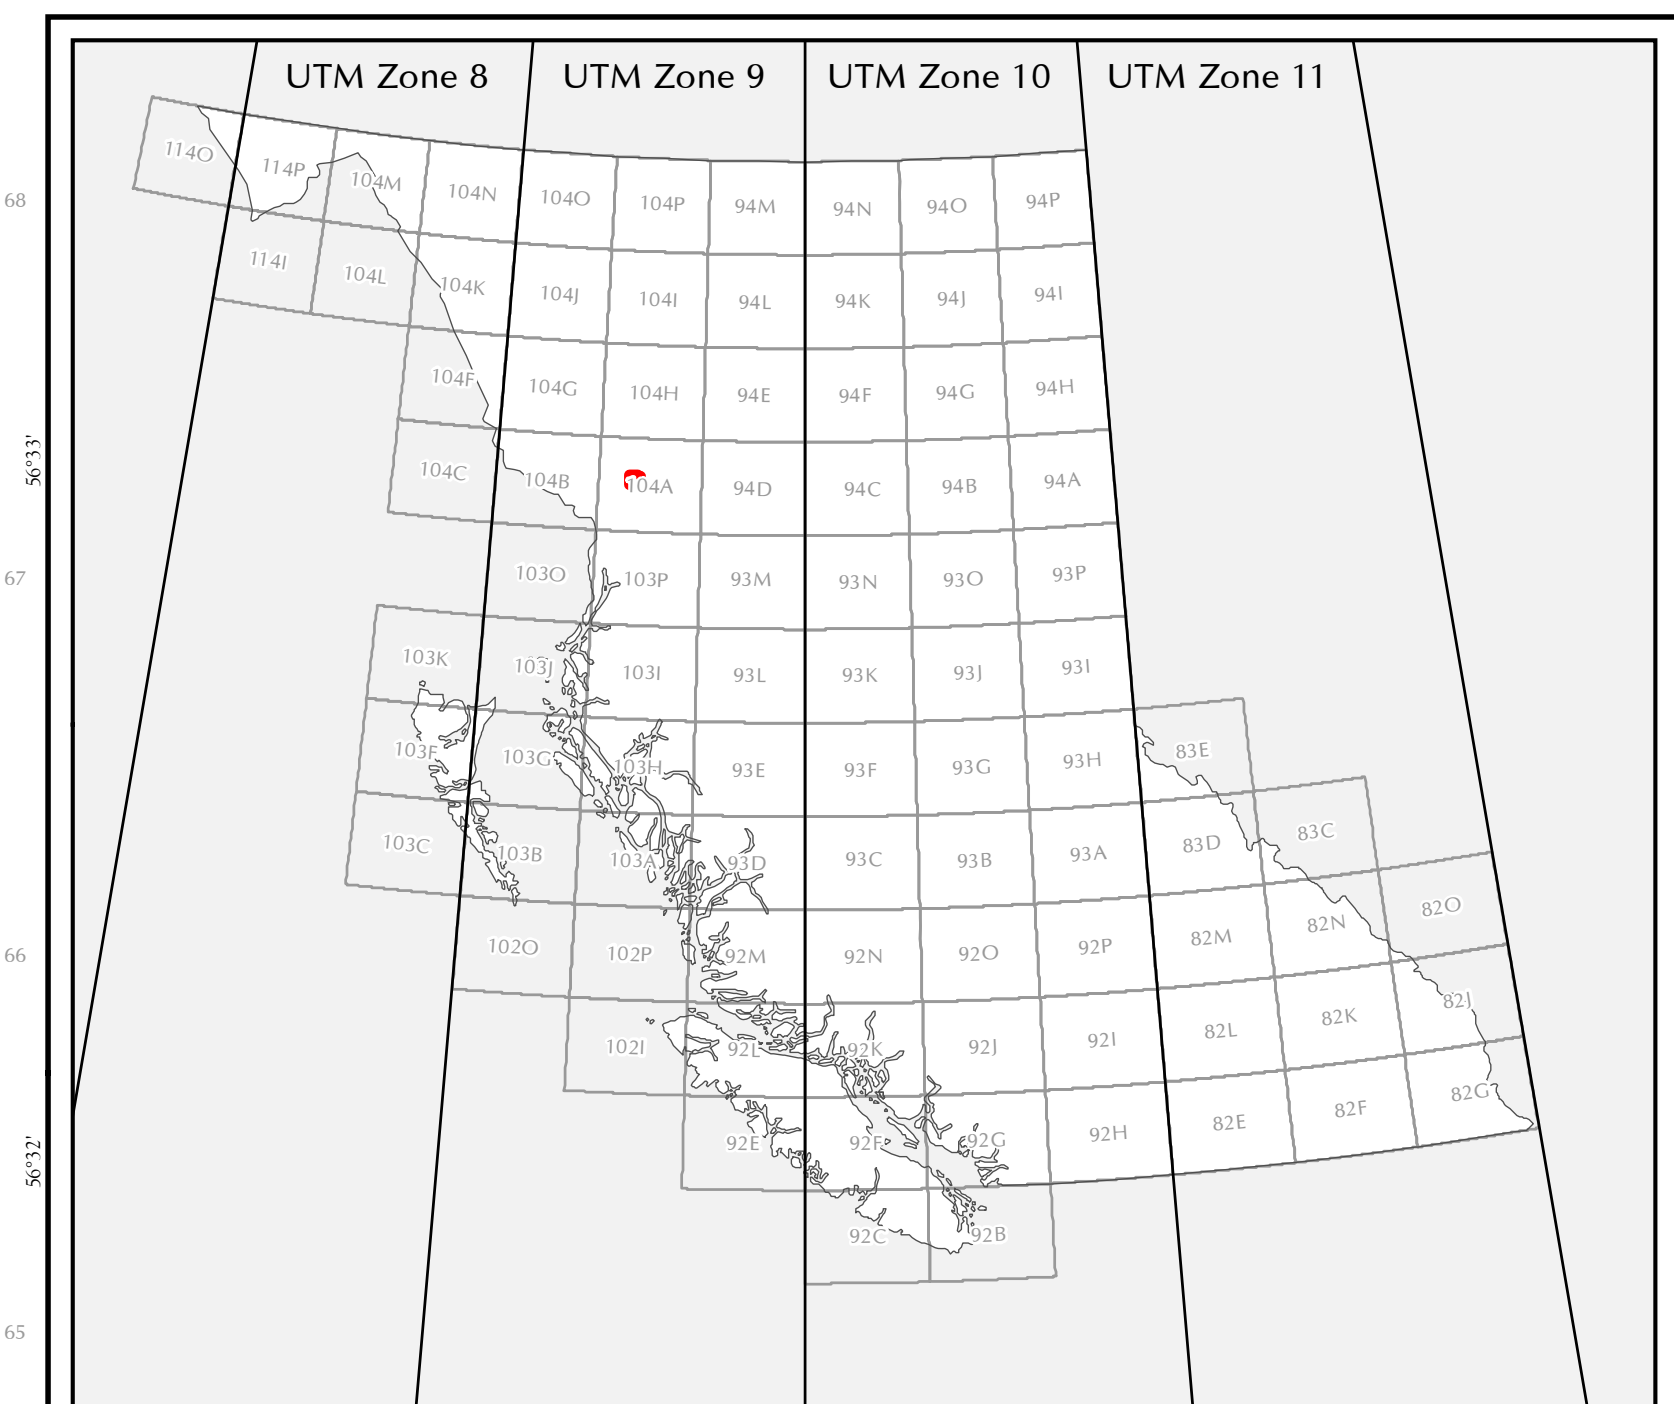 UTM Zone 8 UTM Zone 9 UTM Zone 10 UTM Zone 11
114O 114P 104M 104N 104O 104P 94M 94N 94O 94P
68
114I 104L 104K 104J 104I 94L 94K 94J 94I
104F 104G 104H 94E 94F 94G 94H
56°33'
104C 104B 104A 94D 94C 94B 94A
67
103O 103P 93M 93N 93O 93P
103K 103J 103I 93L 93K 93J 93I
103F 103G 103H 93E 93F 93G 93H 83E
103C 103B 103A 93D 93C 93B 93A 83D 83C
66
102O 102P 92M 92N 92O 92P 82M 82N 82O
102I 92L 92K 92J 92I 82L 82K 82J
56°32'
92E 92F 92G 92H 82E 82F 82G
92C 92B
65